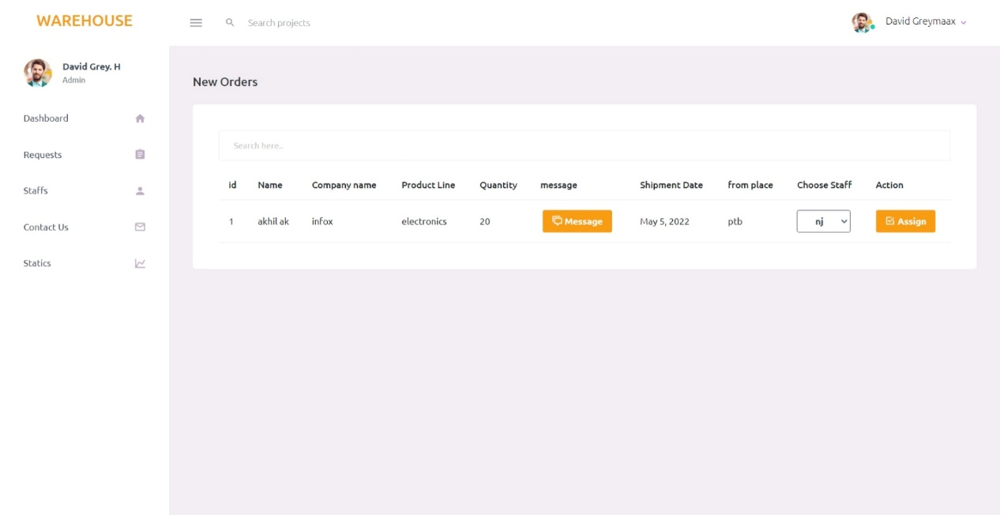 WAREHOUSE
Search projects
David Greymaax
David Grey. H
Admin
Dashboard
Requests
Staffs
Contact Us
Statics
New Orders
Search here..
id Name Company name Product Line Quantity message Shipment Date from place Choose Staff Action
1 akhil ak infox electronics 20 Message May 5, 2022 ptb nj Assign